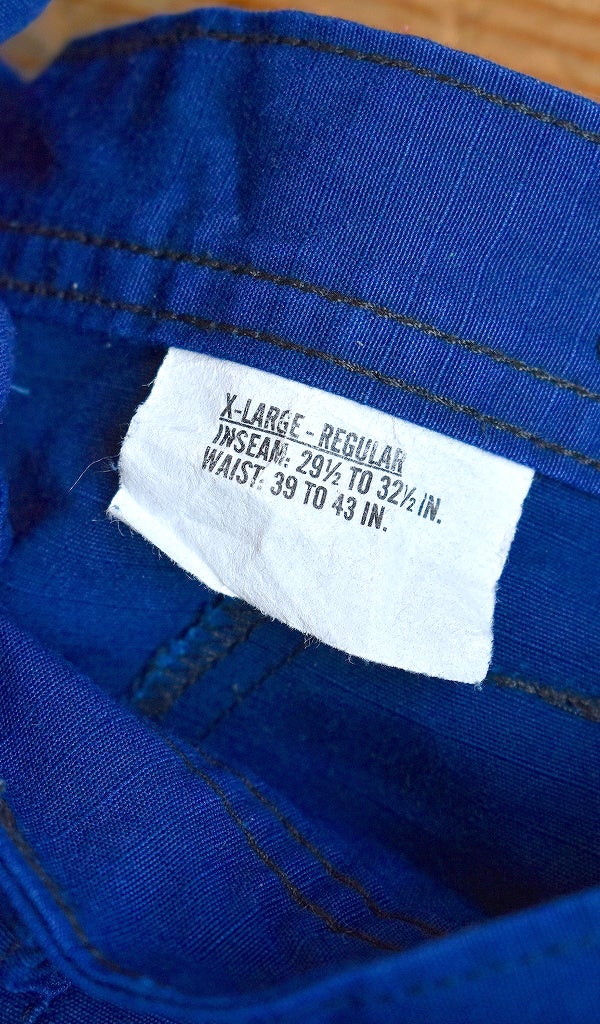 X-LARGE - REGULAR
INSEAM: 29½ TO 32½ IN.
WAIST: 39 TO 43 IN.